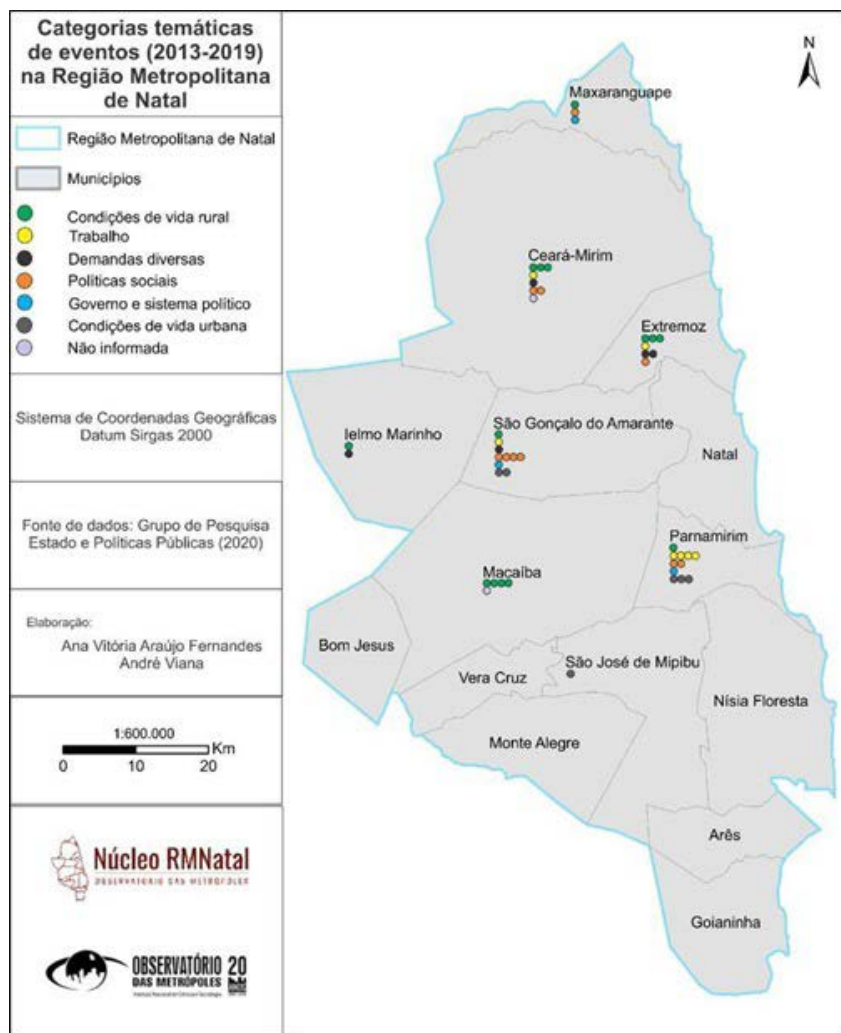 Categorias temáticas
de eventos (2013-2019)
na Região Metropolitana
de Natal
Região Metropolitana de Natal
Municípios
Condições de vida rural
Trabalho
Demandas diversas
Políticas sociais
Governo e sistema político
Condições de vida urbana
Não informada
Sistema de Coordenadas Geográficas
Datum Sirgas 2000
Fonte de dados: Grupo de Pesquisa
Estado e Políticas Públicas (2020)
Elaboração:
Ana Vitória Araújo Fernandes
André Viana
1:600.000
Km
0 10 20
Núcleo RMNatal
OBSERVATÓRIO DAS METRÓPOLES
OBSERVATÓRIO 20
DAS METRÓPOLES
N
Maxaranguape
Ceará-Mirim
Extremoz
Ielmo Marinho
São Gonçalo do Amarante
Natal
Parnamirim
Macaíba
Bom Jesus
Vera Cruz
São José de Mipibu
Nísia Floresta
Monte Alegre
Arês
Goianinha